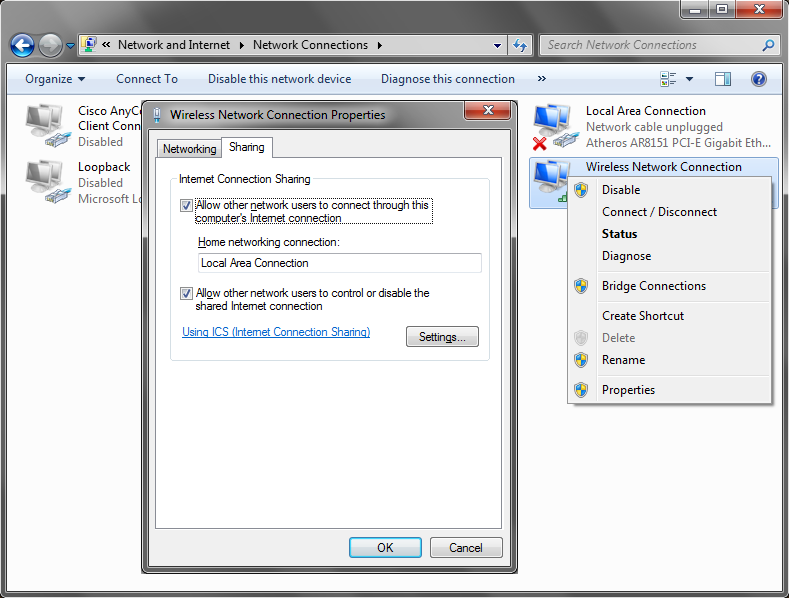 « Network and Internet ▸ Network Connections ▸
Search Network Connections
Organize
Connect To
Disable this network device
Diagnose this connection
»
Cisco AnyCo
Client Conn
Disabled
Loopback
Disabled
Microsoft Lo
Wireless Network Connection Properties
Networking
Sharing
Internet Connection Sharing
Allow other network users to connect through this
computer's Internet connection
Home networking connection:
Local Area Connection
Allow other network users to control or disable the
shared Internet connection
Using ICS (Internet Connection Sharing)
Settings...
OK
Cancel
Local Area Connection
Network cable unplugged
Atheros AR8151 PCI-E Gigabit Eth...
Wireless Network Connection
Disable
Connect / Disconnect
Status
Diagnose
Bridge Connections
Create Shortcut
Delete
Rename
Properties